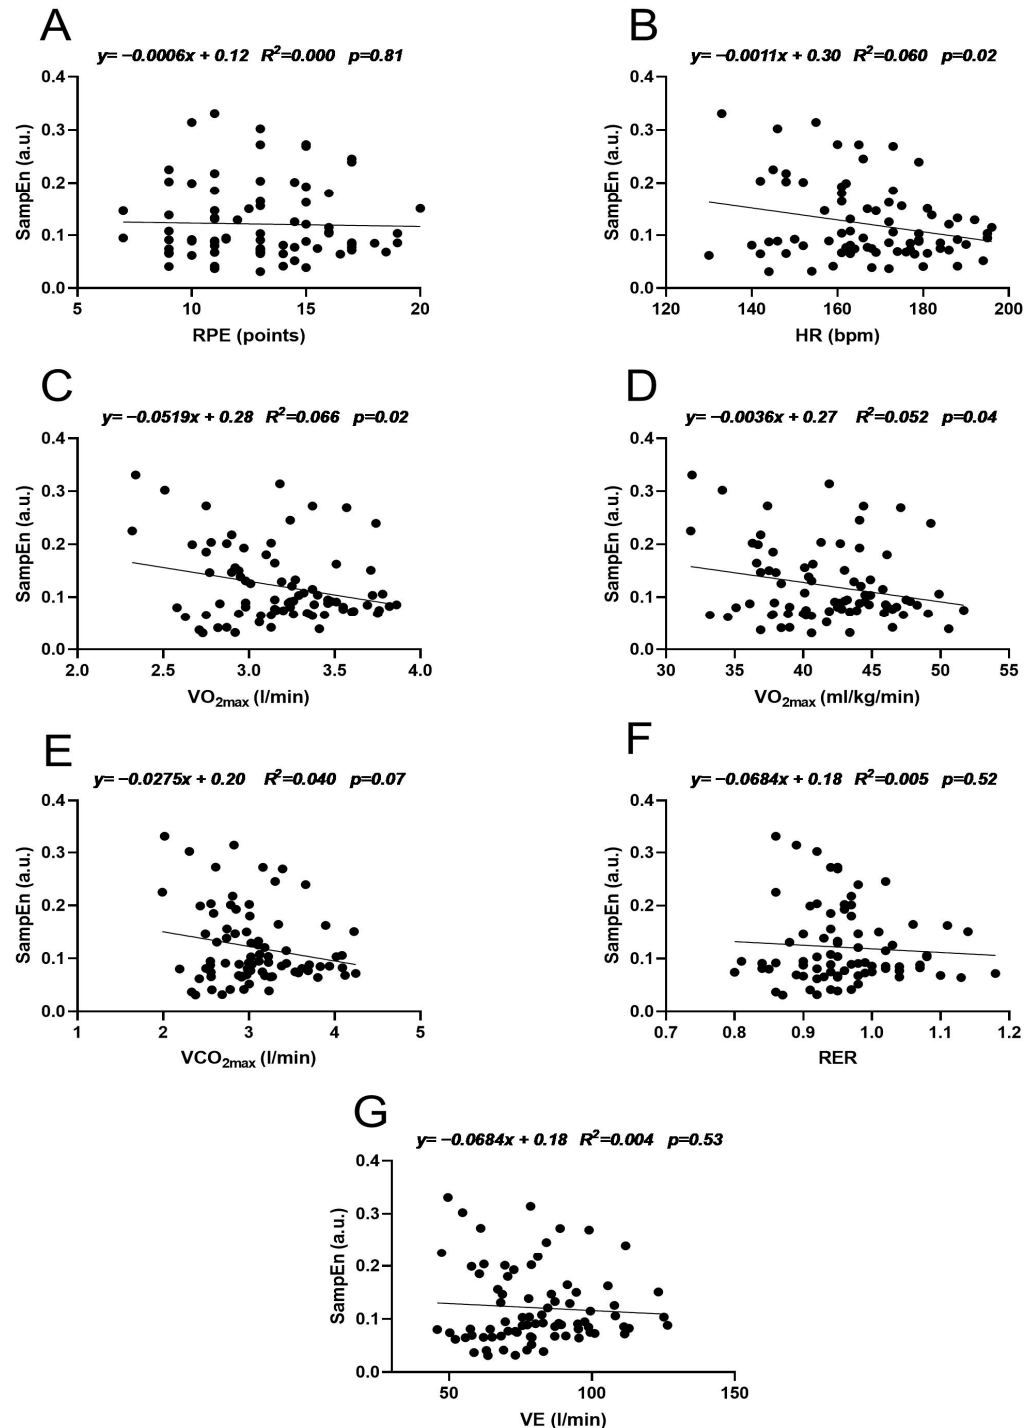 A
B
y= −0.0006x + 0.12 R²=0.000 p=0.81
y= −0.0011x + 0.30 R²=0.060 p=0.02
0.4
0.3
0.2
0.1
0.0
SampEn (a.u.)
5 10 15 20
RPE (points)
0.4
0.3
0.2
0.1
0.0
SampEn (a.u.)
120 140 160 180 200
HR (bpm)
C
D
y= −0.0519x + 0.28 R²=0.066 p=0.02
y= −0.0036x + 0.27 R²=0.052 p=0.04
0.4
0.3
0.2
0.1
0.0
SampEn (a.u.)
2.0 2.5 3.0 3.5 4.0
VO₂max (l/min)
0.4
0.3
0.2
0.1
0.0
SampEn (a.u.)
30 35 40 45 50 55
VO₂max (ml/kg/min)
E
F
y= −0.0275x + 0.20 R²=0.040 p=0.07
y= −0.0684x + 0.18 R²=0.005 p=0.52
0.4
0.3
0.2
0.1
0.0
SampEn (a.u.)
1 2 3 4 5
VCO₂max (l/min)
0.4
0.3
0.2
0.1
0.0
SampEn (a.u.)
0.7 0.8 0.9 1.0 1.1 1.2
RER
G
y= −0.0684x + 0.18 R²=0.004 p=0.53
0.4
0.3
0.2
0.1
0.0
SampEn (a.u.)
50 100 150
VE (l/min)